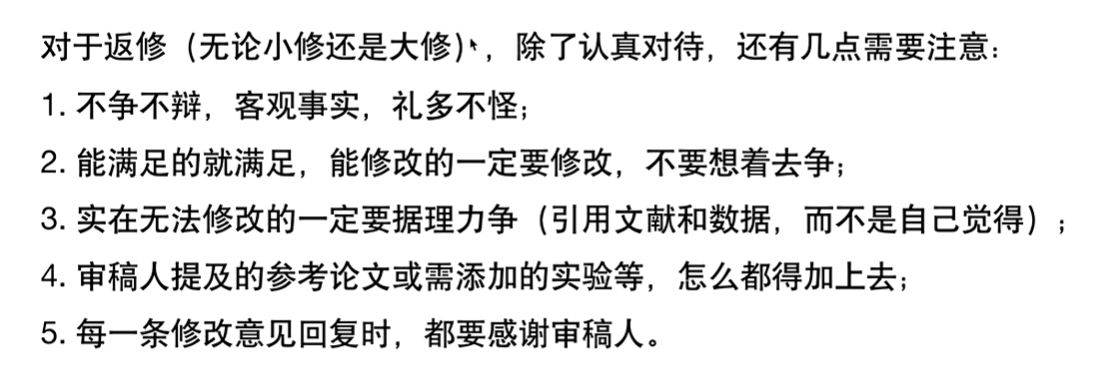 对于返修（无论小修还是大修），除了认真对待，还有几点需要注意：
1. 不争不辩，客观事实，礼多不怪；
2. 能满足的就满足，能修改的一定要修改，不要想着去争；
3. 实在无法修改的一定要据理力争（引用文献和数据，而不是自己觉得）；
4. 审稿人提及的参考论文或需添加的实验等，怎么都得加上去；
5. 每一条修改意见回复时，都要感谢审稿人。